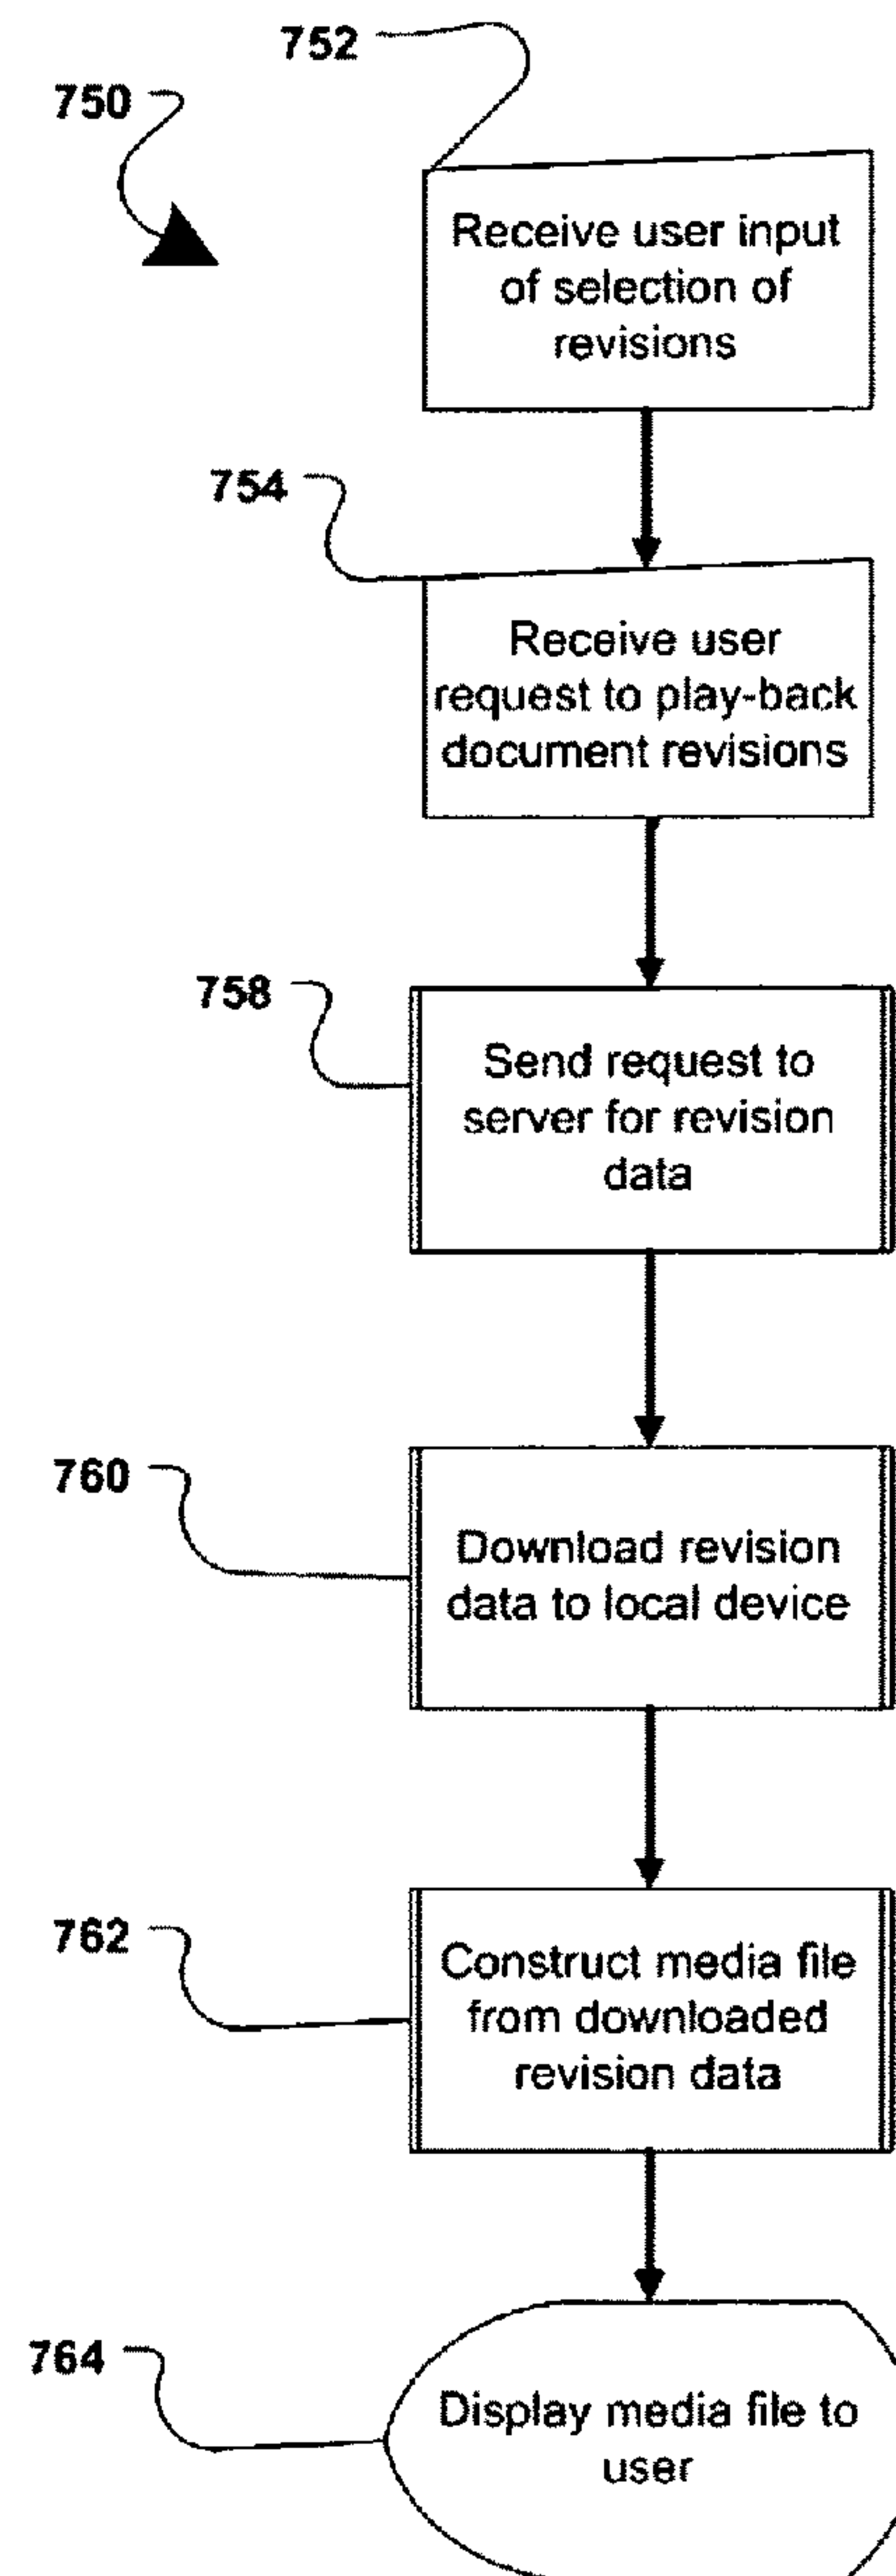 752
750
Receive user input
of selection of
revisions
754
Receive user
request to play-back
document revisions
758
Send request to
server for revision
data
760
Download revision
data to local device
762
Construct media file
from downloaded
revision data
764
Display media file to
user